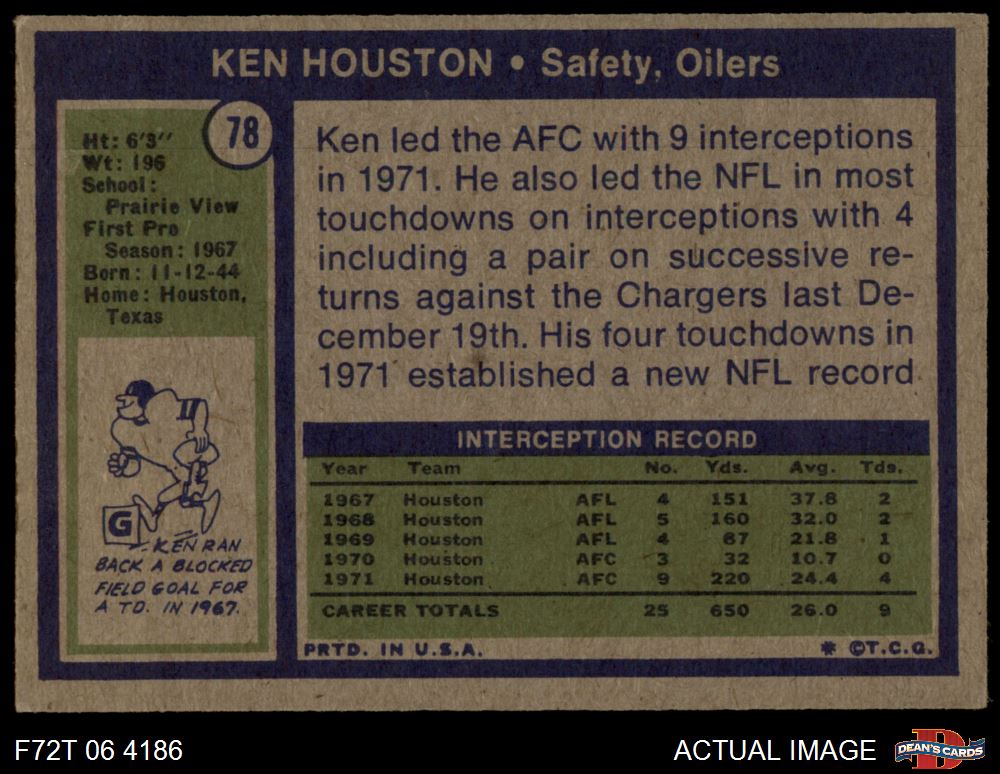 KEN HOUSTON • Safety, Oilers
78
Ht: 6'3''
Wt: 196
School:
Prairie View
First Pro
Season: 1967
Born: 11-12-44
Home: Houston,
Texas
G
KEN RAN
BACK A BLOCKED
FIELD GOAL FOR
A TD. IN 1967.
Ken led the AFC with 9 interceptions
in 1971. He also led the NFL in most
touchdowns on interceptions with 4
including a pair on successive re-
turns against the Chargers last De-
cember 19th. His four touchdowns in
1971 established a new NFL record
INTERCEPTION RECORD
Year Team No. Yds. Avg. Tds.
1967 Houston AFL 4 151 37.8 2
1968 Houston AFL 5 160 32.0 2
1969 Houston AFL 4 87 21.8 1
1970 Houston AFC 3 32 10.7 0
1971 Houston AFC 9 220 24.4 4
CAREER TOTALS 25 650 26.0 9
PRTD. IN U.S.A. * ©T.C.G.
F72T 06 4186 ACTUAL IMAGE
D
DEAN'S CARDS